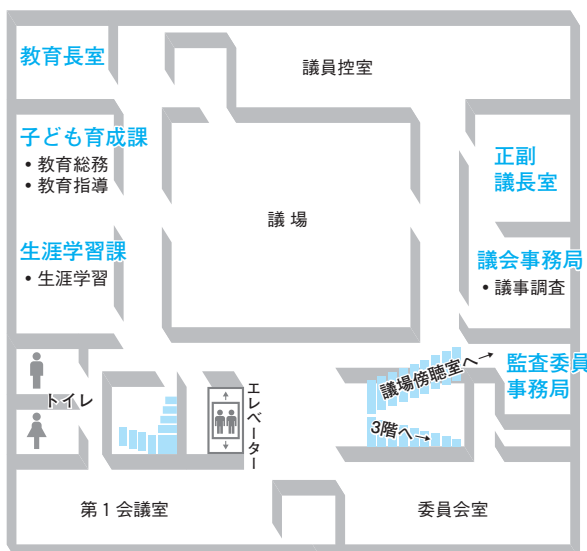 教育長室
議員控室
子ども育成課
• 教育総務
• 教育指導
正副
議長室
議場
生涯学習課
• 生涯学習
議会事務局
• 議事調査
議場傍聴室へ→
監査委員
事務局
トイレ
エレベーター
3階へ→
第1会議室
委員会室